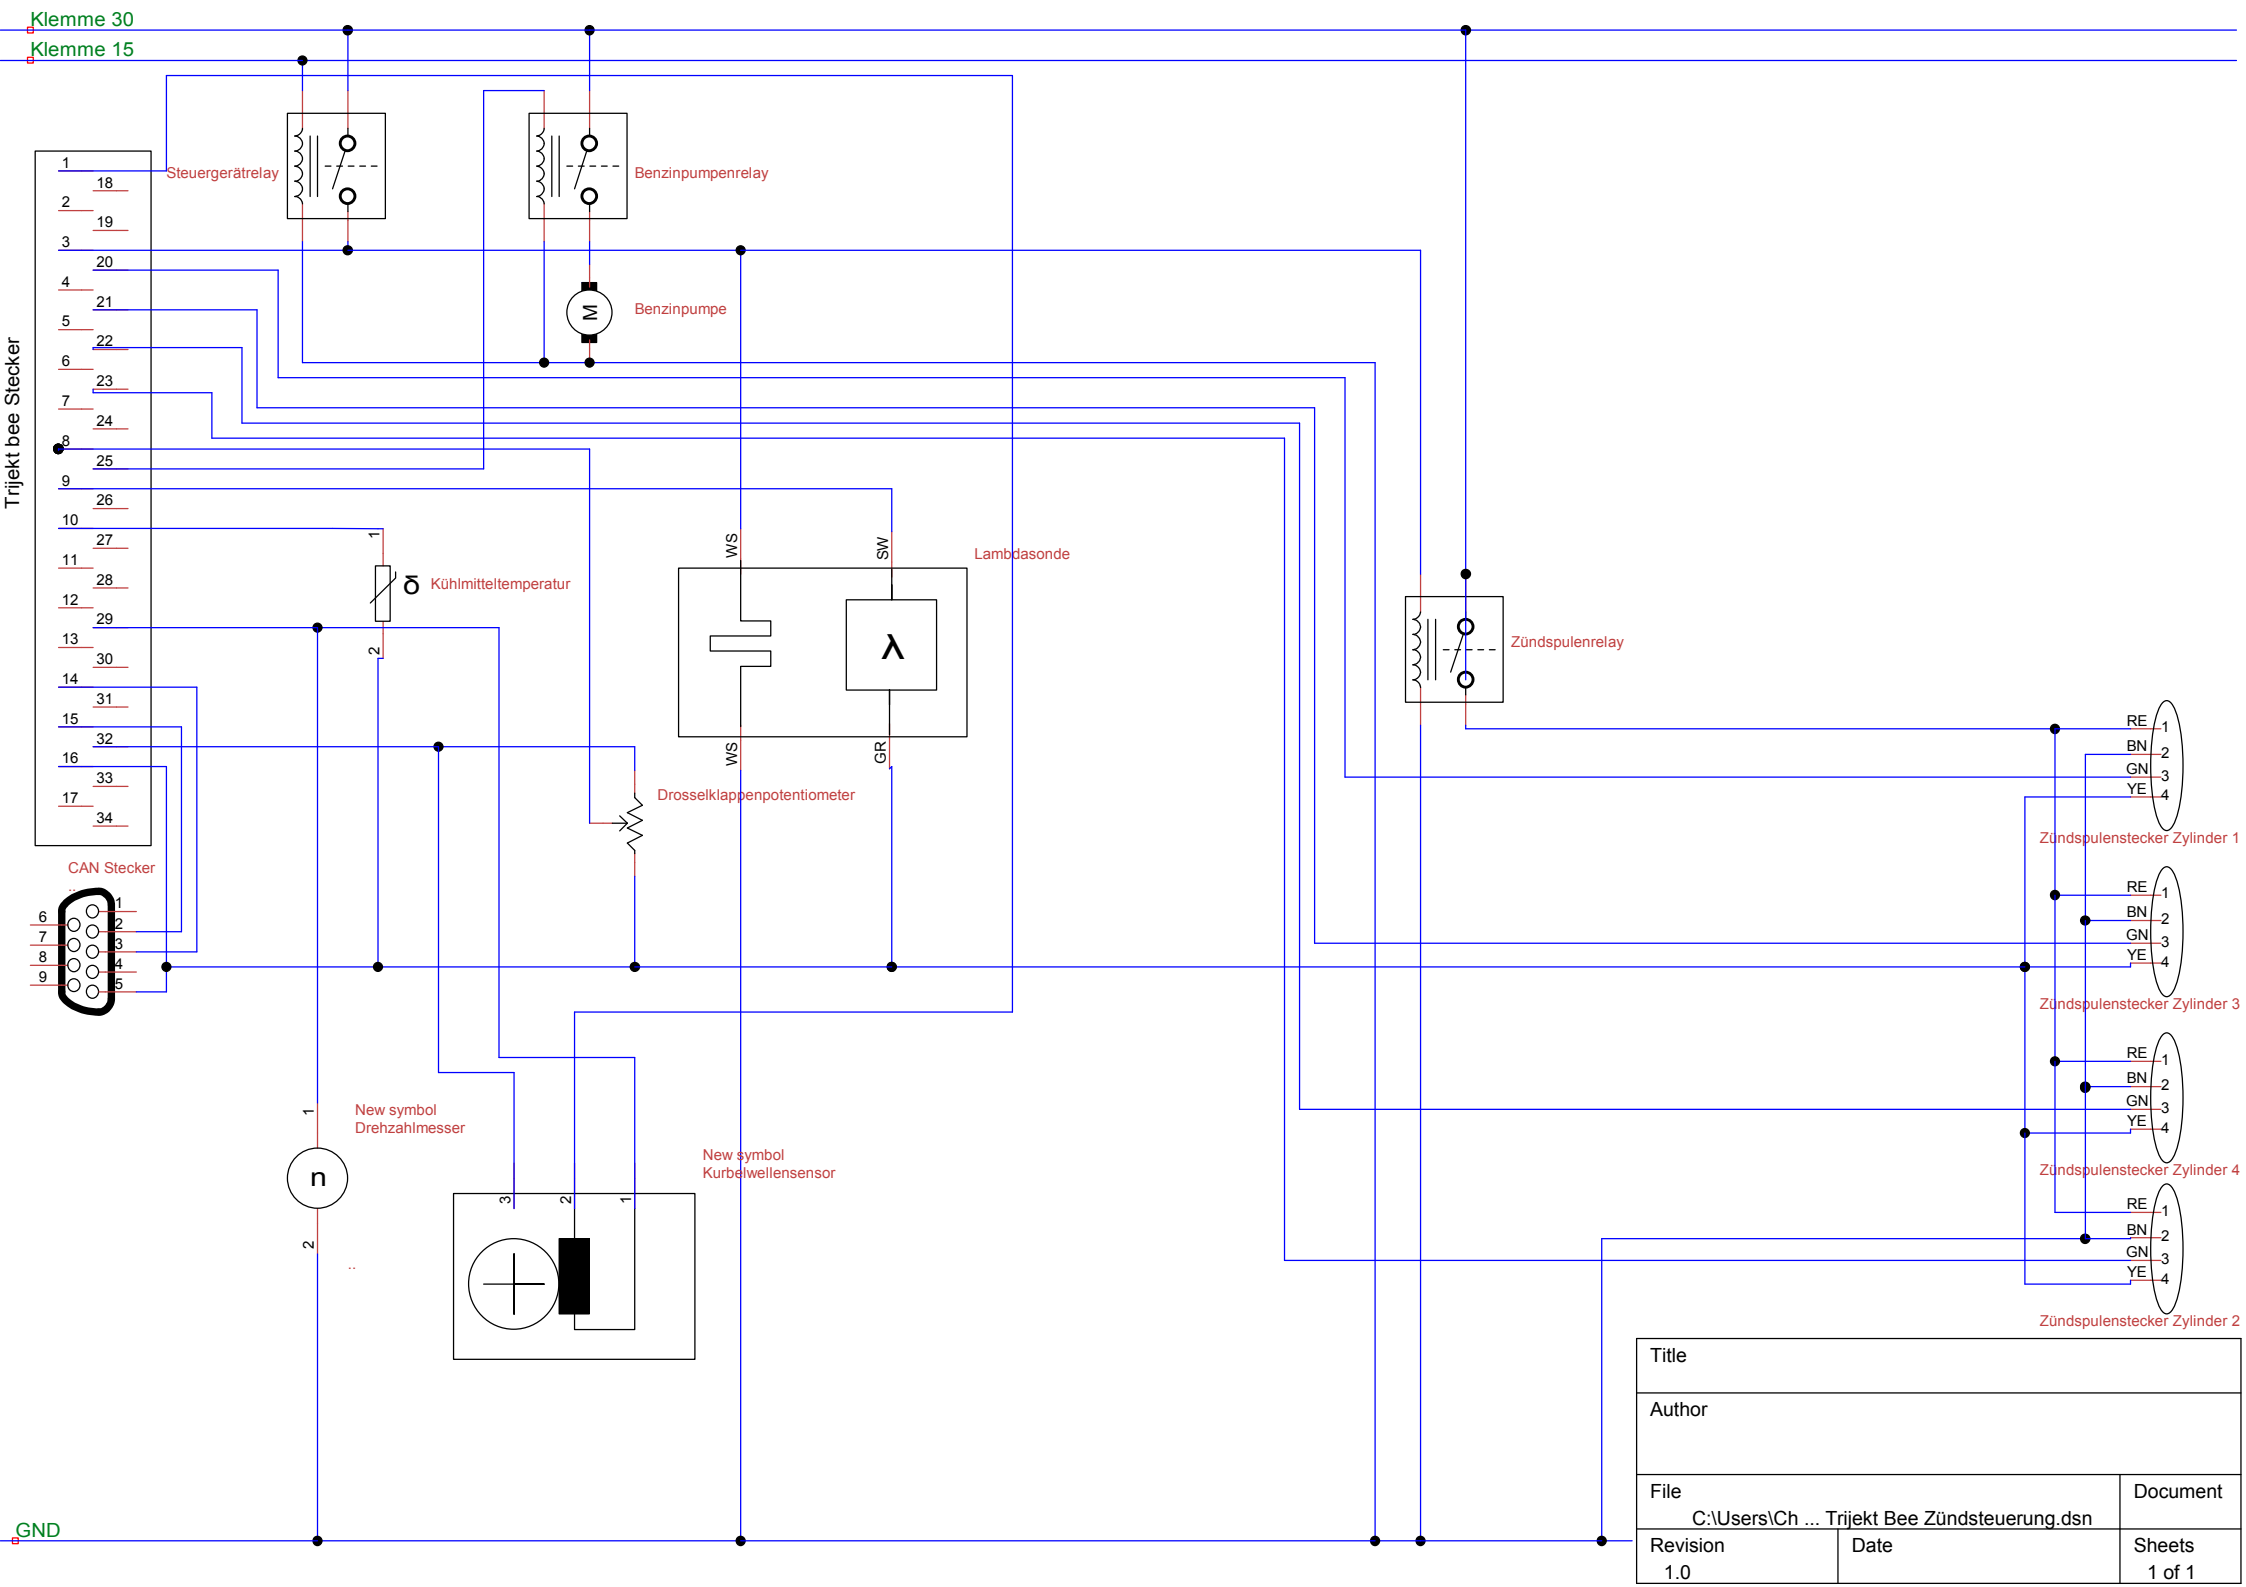 Klemme 30
Klemme 15
Trijekt bee Stecker
1
18
2
19
3
20
4
21
5
22
6
23
7
24
8
25
9
26
10
27
11
28
12
29
13
30
14
31
15
32
16
33
17
34
Steuergerätrelay
Benzinpumpenrelay
M
Benzinpumpe
1
δ
Kühlmitteltemperatur
2
WS
SW
Lambdasonde
λ
WS
GR
Drosselklappenpotentiometer
Zündspulenrelay
CAN Stecker
..
1
6
2
7
3
8
4
9
5
RE 1
BN 2
GN 3
YE 4
Zündspulenstecker Zylinder 1
RE 1
BN 2
GN 3
YE 4
Zündspulenstecker Zylinder 3
RE 1
BN 2
GN 3
YE 4
Zündspulenstecker Zylinder 4
RE 1
BN 2
GN 3
YE 4
Zündspulenstecker Zylinder 2
1
New symbol
Drehzahlmesser
n
2
..
New symbol
Kurbelwellensensor
3 2 1
GND
Title
Author
File
C:\Users\Ch ... Trijekt Bee Zündsteuerung.dsn
Document
Revision
1.0
Date
Sheets
1 of 1